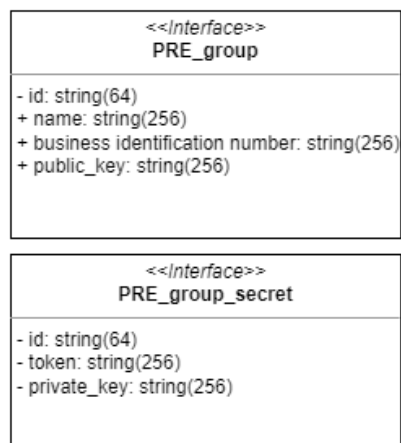 <<Interface>>
PRE_group
- id: string(64)
+ name: string(256)
+ business identification number: string(256)
+ public_key: string(256)
<<Interface>>
PRE_group_secret
- id: string(64)
- token: string(256)
- private_key: string(256)